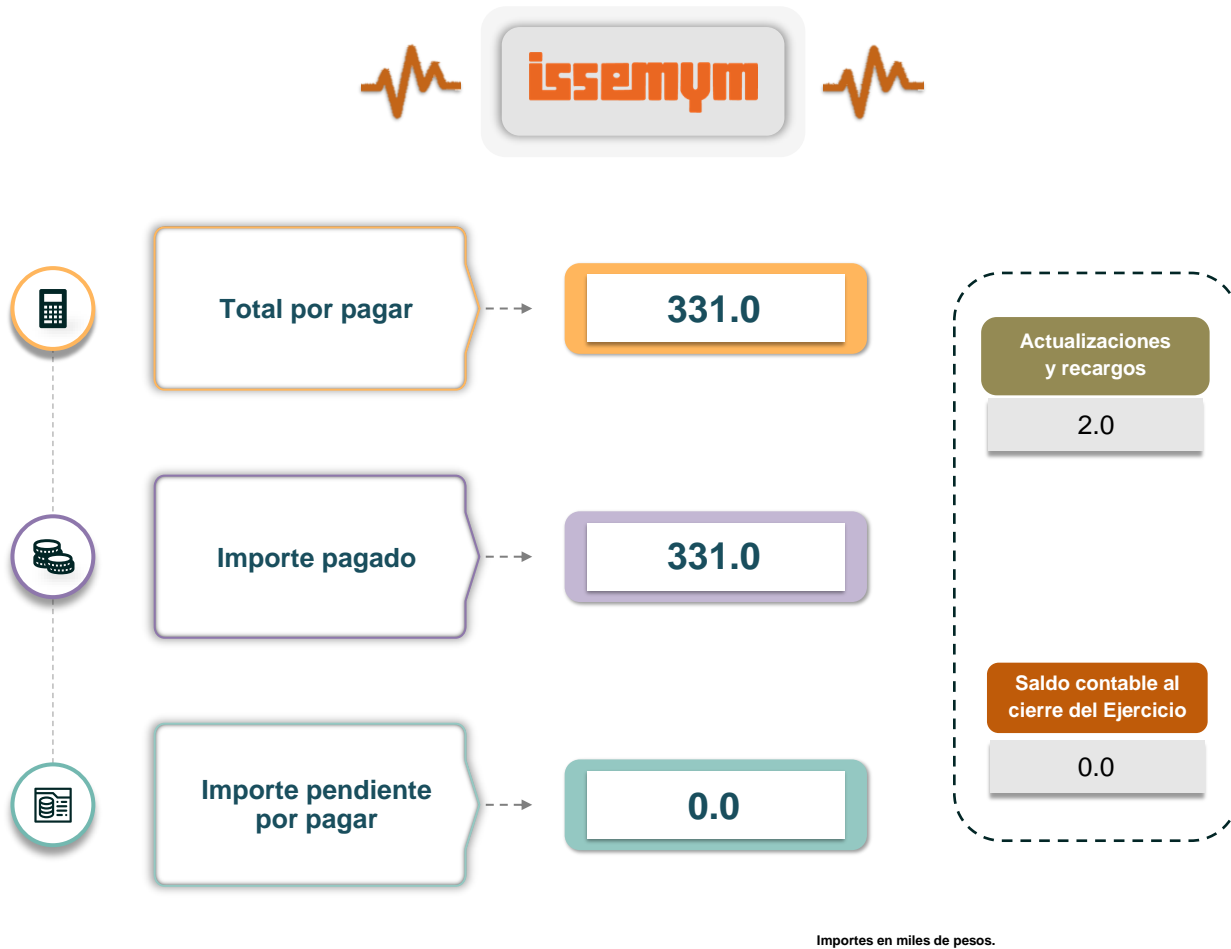 issemym
Total por pagar
331.0
Actualizaciones
y recargos
2.0
Importe pagado
331.0
Saldo contable al
cierre del Ejercicio
0.0
Importe pendiente
por pagar
0.0
Importes en miles de pesos.